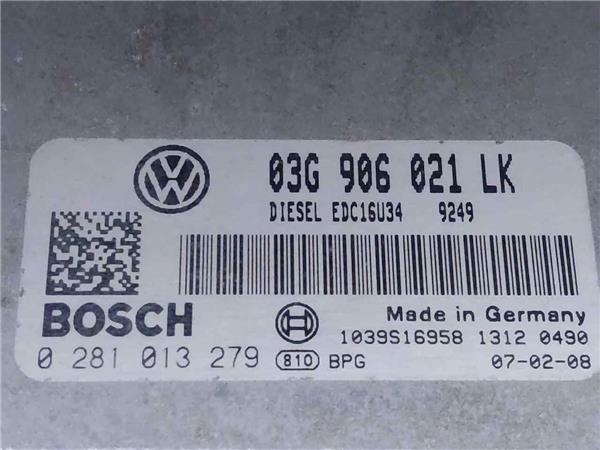 VW
03G 906 021 LK
DIESEL EDC16U34 9249
BOSCH
Made in Germany
1039S16958 1312 0490
0 281 013 279
810 BPG
07-02-08